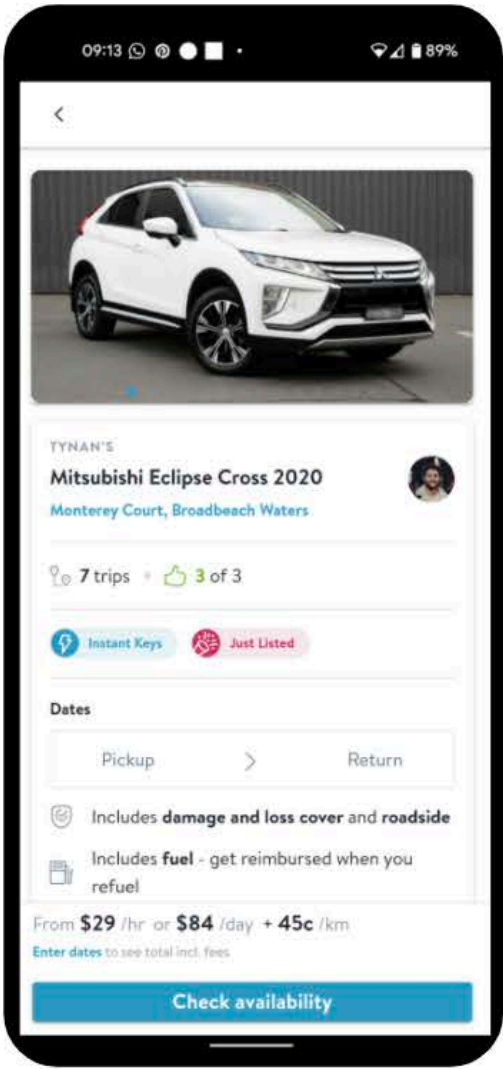 09:13
89%
TYNAN'S
Mitsubishi Eclipse Cross 2020
Monterey Court, Broadbeach Waters
7 trips • 3 of 3
Instant Keys Just Listed
Dates
Pickup > Return
Includes damage and loss cover and roadside
Includes fuel - get reimbursed when you
refuel
From $29 /hr or $84 /day + 45c /km
Enter dates to see total incl. fees
Check availability